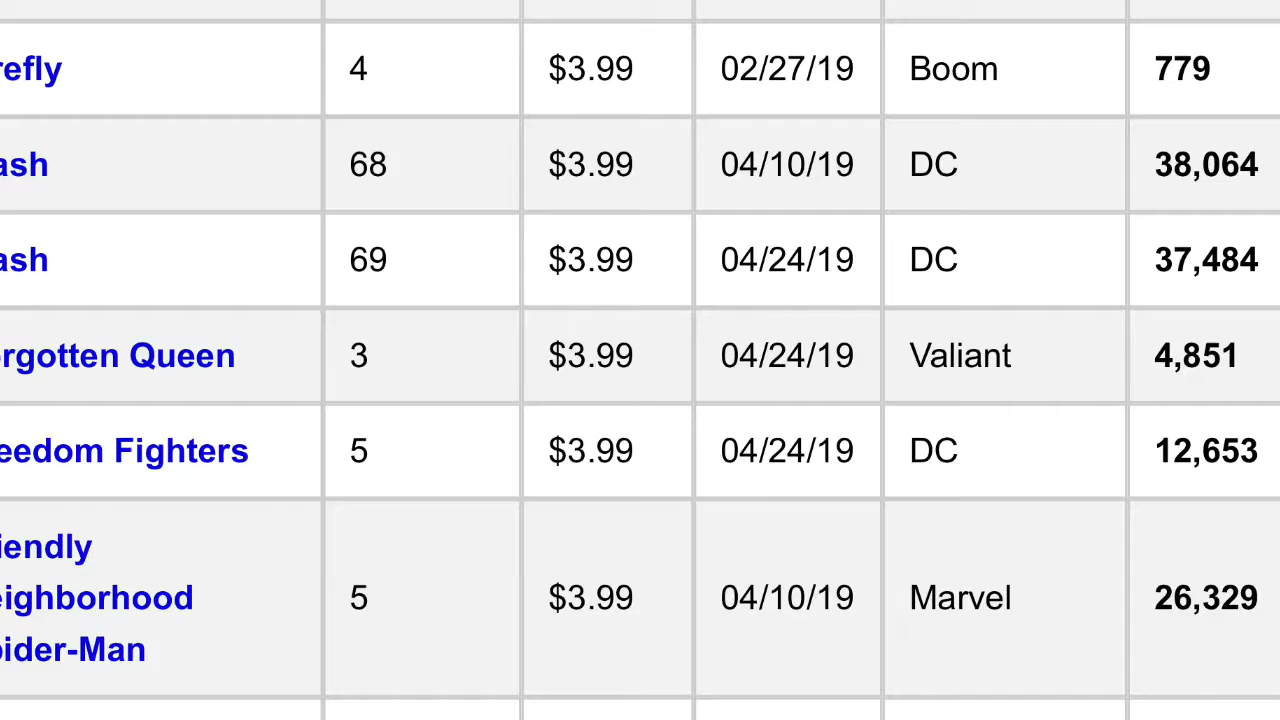 refly 4 $3.99 02/27/19 Boom 779
ash 68 $3.99 04/10/19 DC 38,064
ash 69 $3.99 04/24/19 DC 37,484
rgotten Queen 3 $3.99 04/24/19 Valiant 4,851
eedom Fighters 5 $3.99 04/24/19 DC 12,653
iendly
eighborhood 5 $3.99 04/10/19 Marvel 26,329
ider-Man